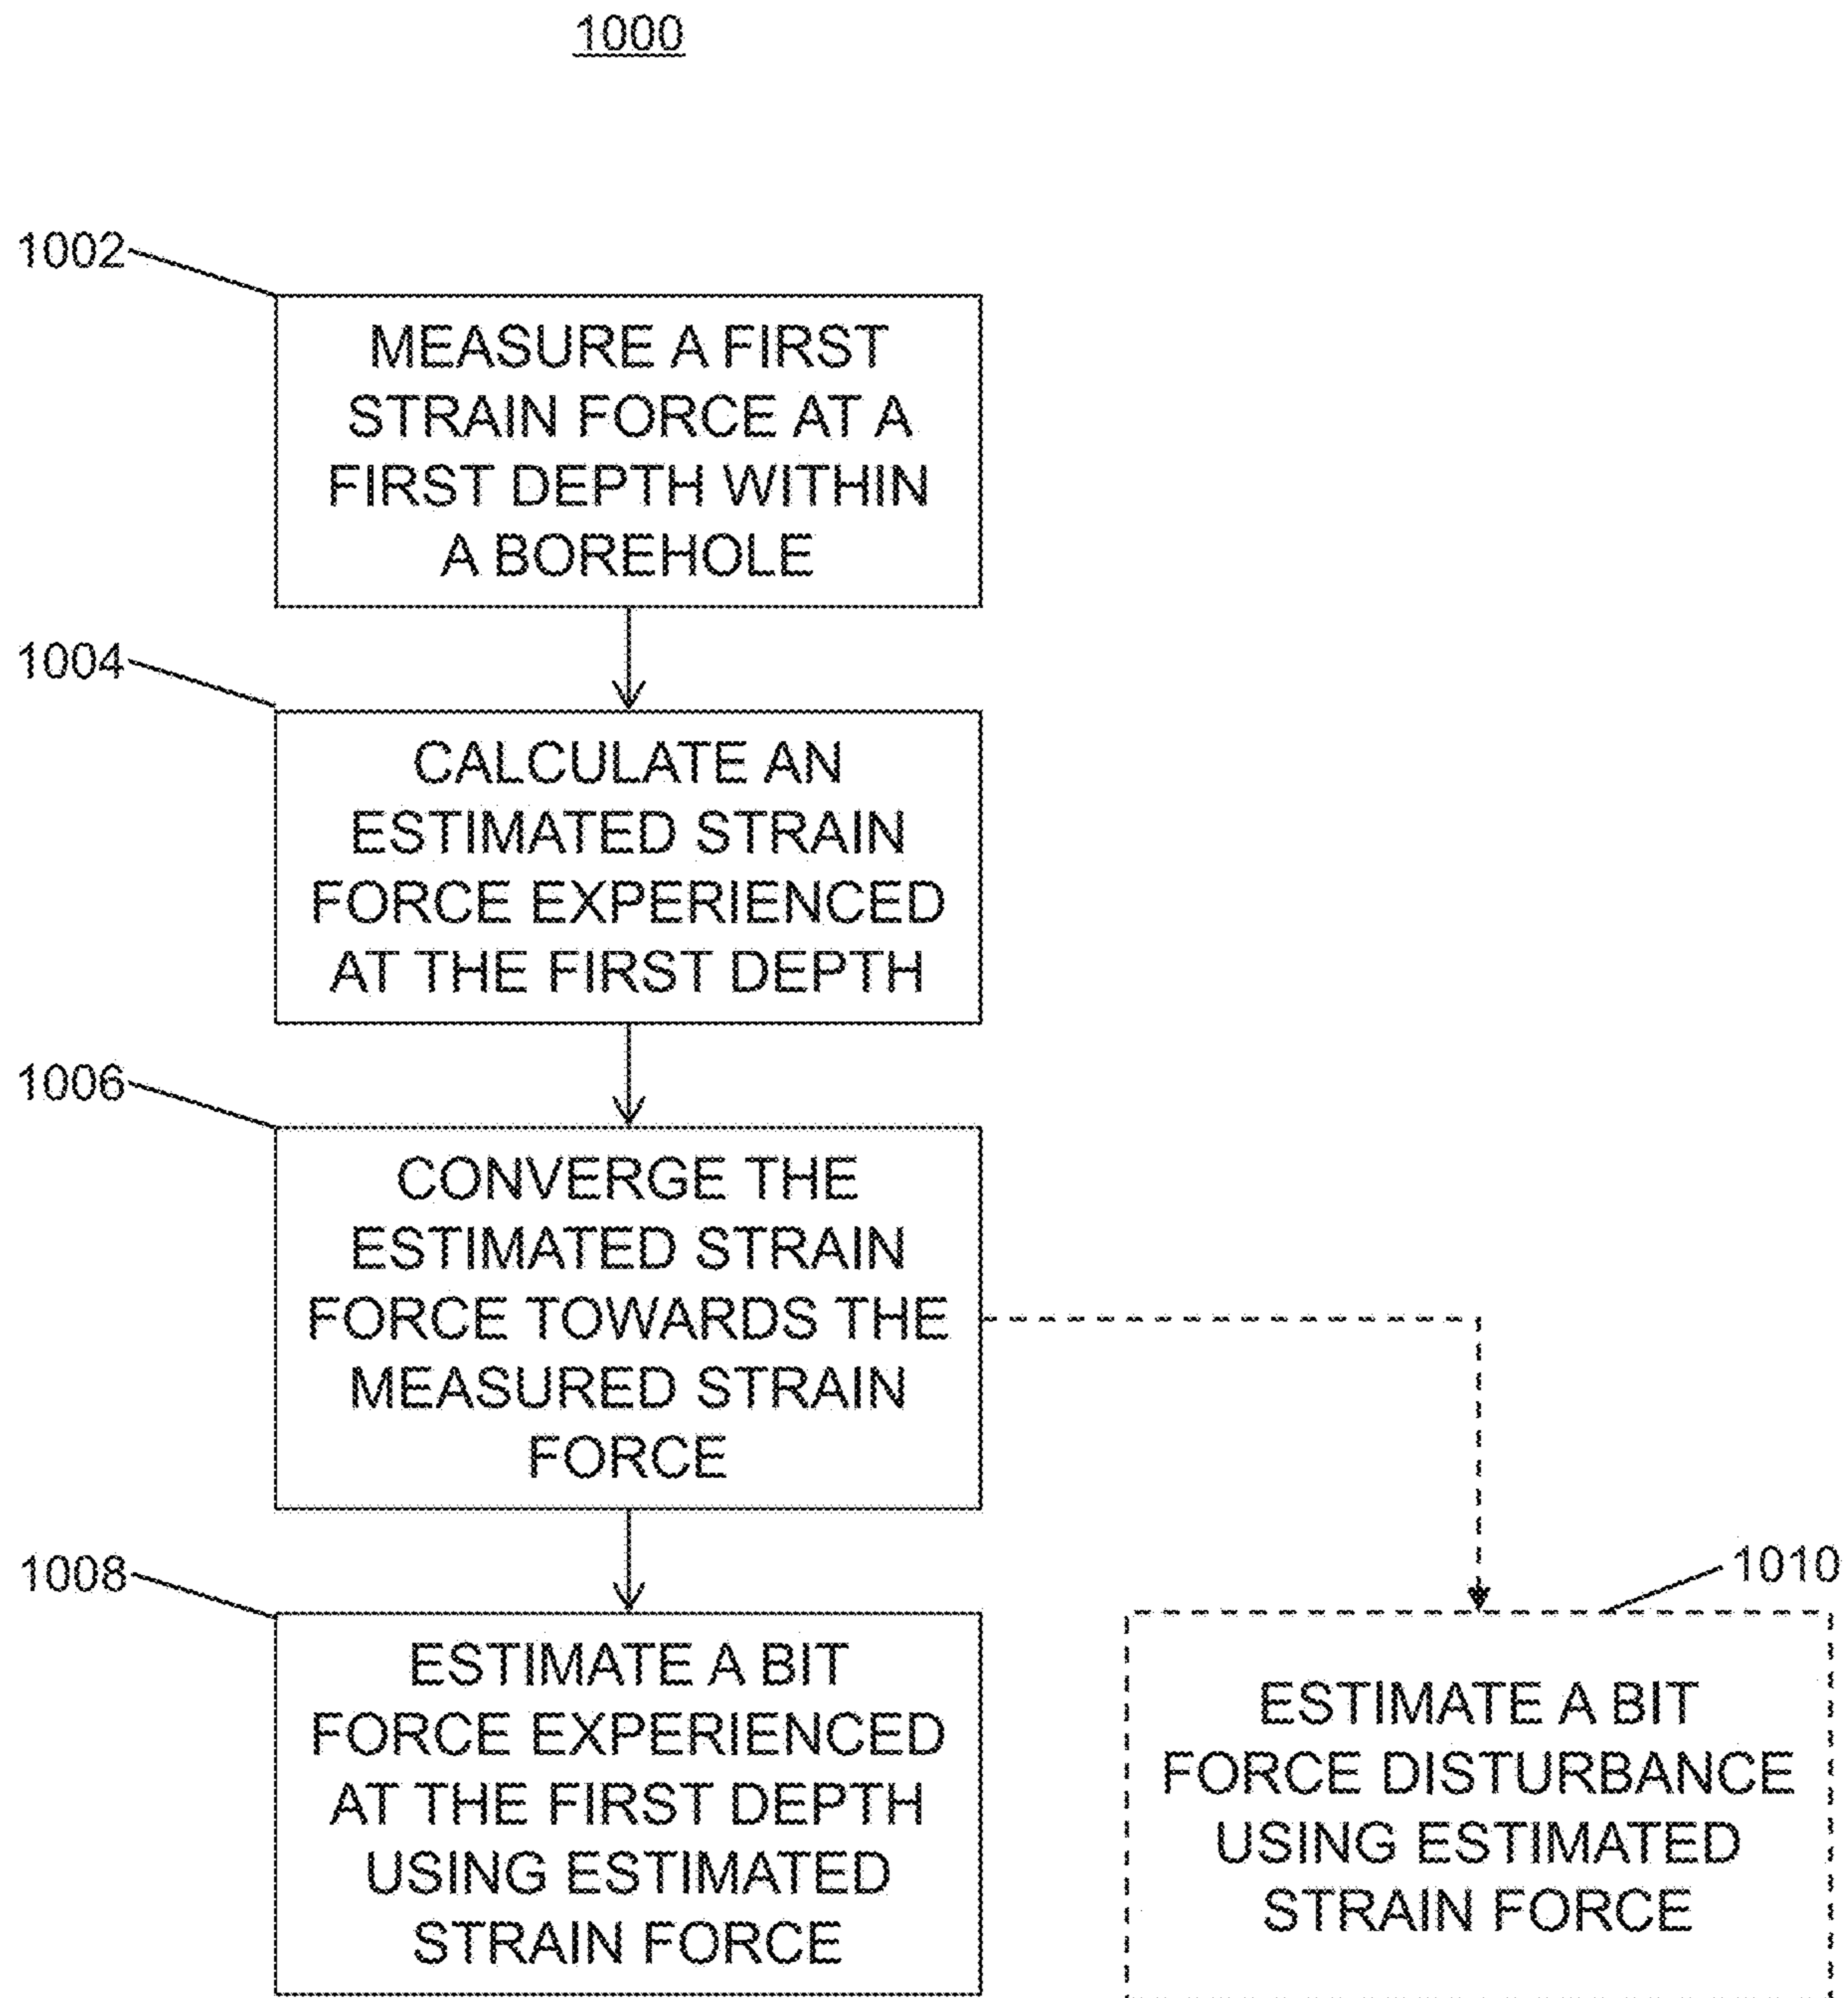 1000
1002
MEASURE A FIRST
STRAIN FORCE AT A
FIRST DEPTH WITHIN
A BOREHOLE
1004
CALCULATE AN
ESTIMATED STRAIN
FORCE EXPERIENCED
AT THE FIRST DEPTH
1006
CONVERGE THE
ESTIMATED STRAIN
FORCE TOWARDS THE
MEASURED STRAIN
FORCE
1008
ESTIMATE A BIT
FORCE EXPERIENCED
AT THE FIRST DEPTH
USING ESTIMATED
STRAIN FORCE
1010
ESTIMATE A BIT
FORCE DISTURBANCE
USING ESTIMATED
STRAIN FORCE